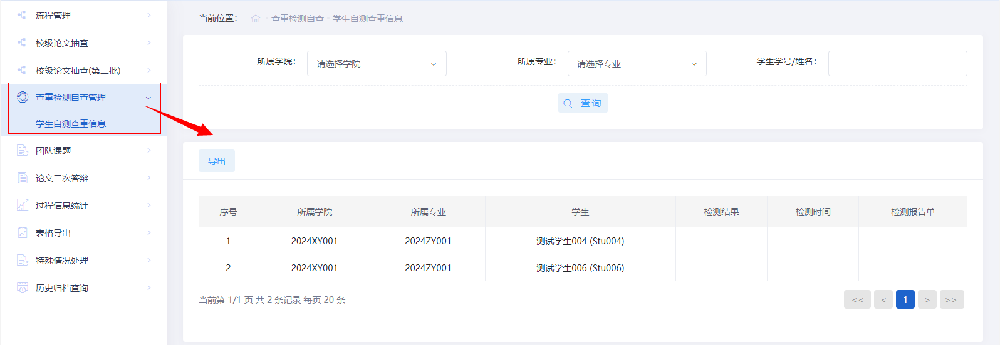 流程管理
校级论文抽查
校级论文抽查(第二批)
查重检测自查管理
学生自测查重信息
团队课题
论文二次答辩
过程信息统计
表格导出
特殊情况处理
历史归档查询
当前位置： 查重检测自查 学生自测查重信息
所属学院： 请选择学院 所属专业： 请选择专业 学生学号/姓名：
查询
导出
序号 所属学院 所属专业 学生 检测结果 检测时间 检测报告单
1 2024XY001 2024ZY001 测试学生004 (Stu004)
2 2024XY001 2024ZY001 测试学生006 (Stu006)
当前第 1/1 页 共 2 条记录 每页 20 条 << < 1 > >>